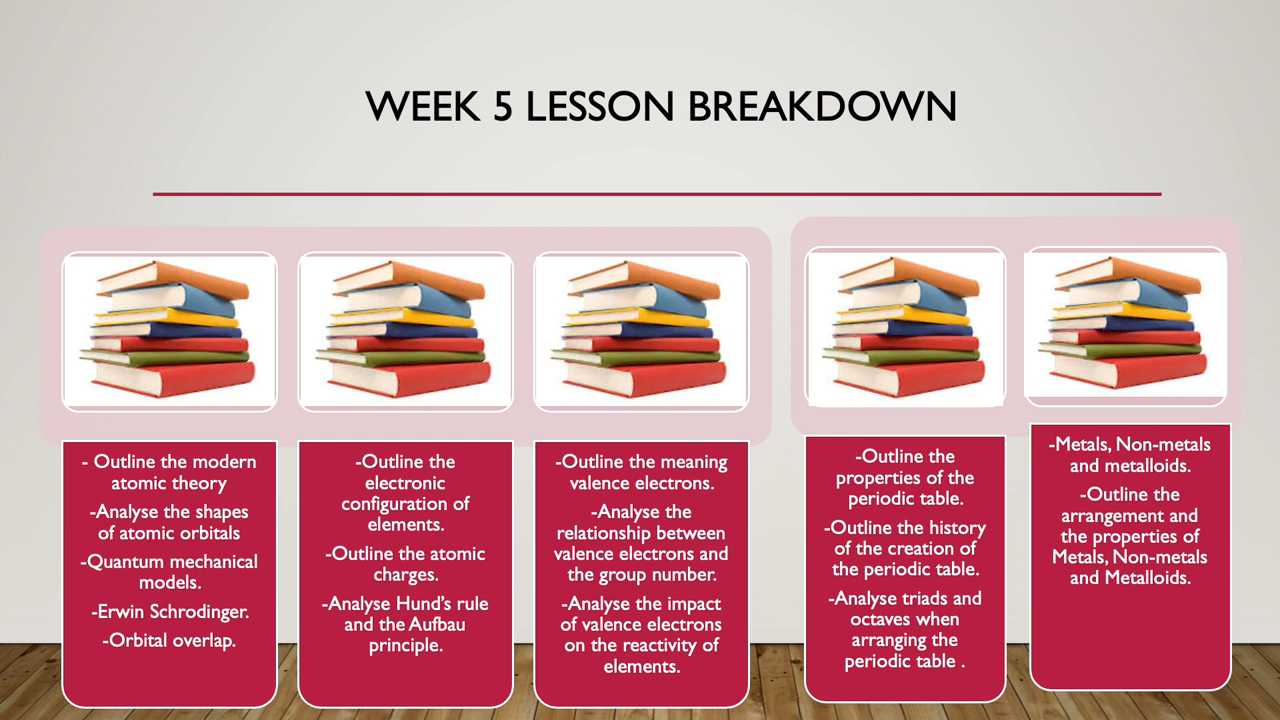 WEEK 5 LESSON BREAKDOWN
- Outline the modern
atomic theory
-Analyse the shapes
of atomic orbitals
-Quantum mechanical
models.
-Erwin Schrodinger.
-Orbital overlap.
-Outline the
electronic
configuration of
elements.
-Outline the atomic
charges.
-Analyse Hund's rule
and the Aufbau
principle.
-Outline the meaning
valence electrons.
-Analyse the
relationship between
valence electrons and
the group number.
-Analyse the impact
of valence electrons
on the reactivity of
elements.
-Outline the
properties of the
periodic table.
-Outline the history
of the creation of
the periodic table.
-Analyse triads and
octaves when
arranging the
periodic table .
-Metals, Non-metals
and metalloids.
-Outline the
arrangement and
the properties of
Metals, Non-metals
and Metalloids.